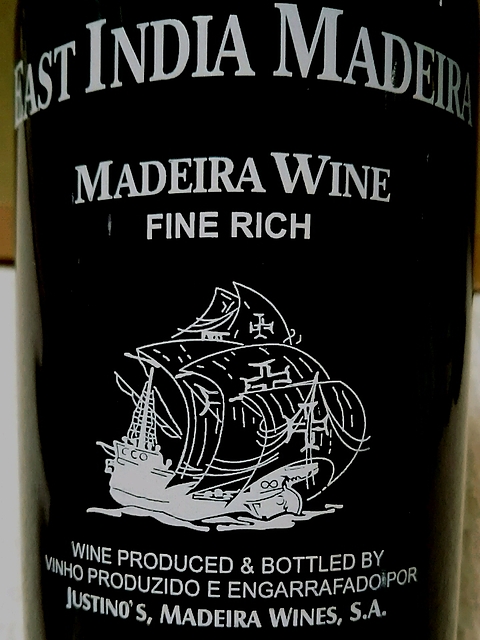 EAST INDIA MADEIRA
MADEIRA WINE
FINE RICH
WINE PRODUCED & BOTTLED BY
VINHO PRODUZIDO E ENGARRAFADO POR
JUSTINO'S, MADEIRA WINES, S.A.